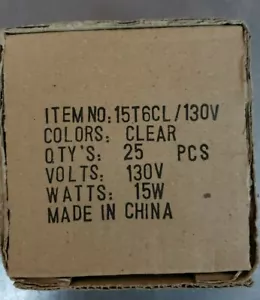 ITEM NO: 15T6CL/130V
COLORS: CLEAR
QTY'S: 25 PCS
VOLTS: 130V
WATTS: 15W
MADE IN CHINA